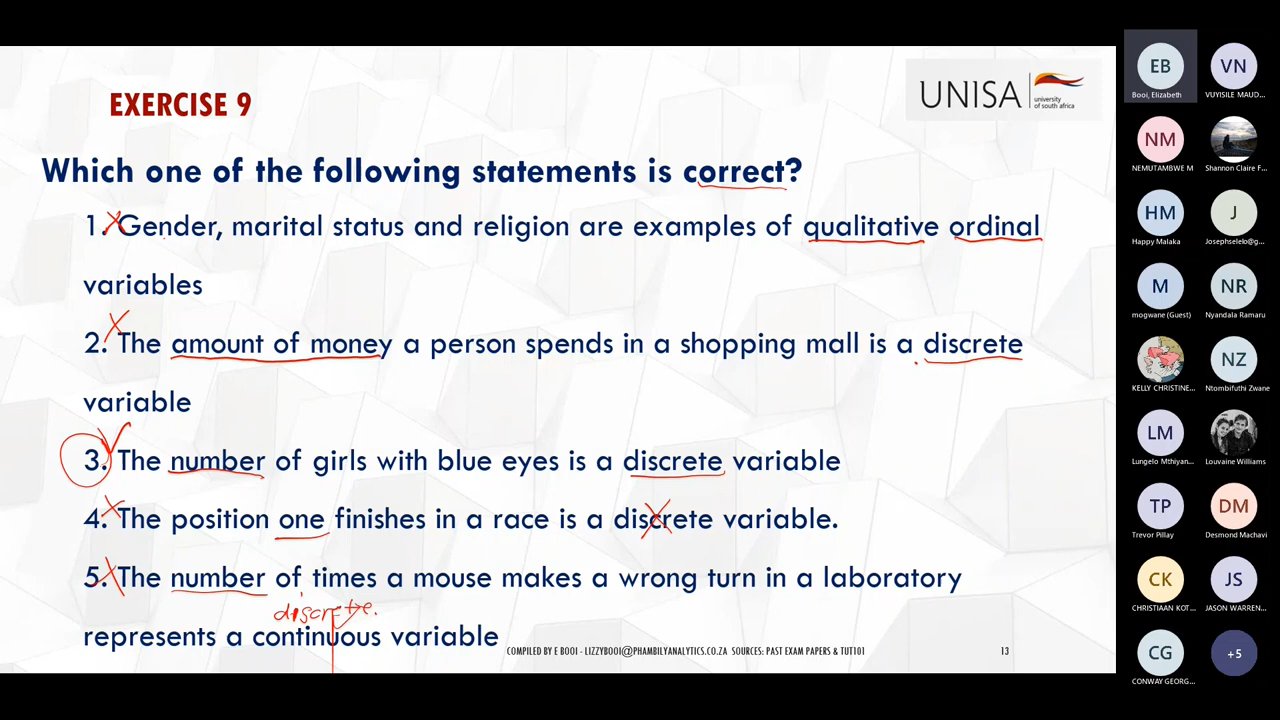 EXERCISE 9
UNISA
university
of south africa
Which one of the following statements is correct?
1. Gender, marital status and religion are examples of qualitative ordinal
variables
2. The amount of money a person spends in a shopping mall is a discrete
variable
3. The number of girls with blue eyes is a discrete variable
4. The position one finishes in a race is a discrete variable.
5. The number of times a mouse makes a wrong turn in a laboratory
discrete.
represents a continuous variable
COMPILED BY E BOOI - LIZZYBOOI@PHAMBILYANALYTICS.CO.ZA SOURCES: PAST EXAM PAPERS & TUT101
13
EB VN
Booi, Elizabeth VUYISILE MAUD...
NM
NEMUTAMBWE M Shannon Claire F...
HM J
Happy Malaka Josephselelo@g...
M NR
mogwane (Guest) Nyandala Ramaru
NZ
KELLY CHRISTINE... Ntombifuthi Zwane
LM
Lungelo Mthiyan... Louvaine Williams
TP DM
Trevor Pillay Desmond Machavi
CK JS
CHRISTIAAN KOT... JASON WARREN...
CG +5
CONWAY GEORG...